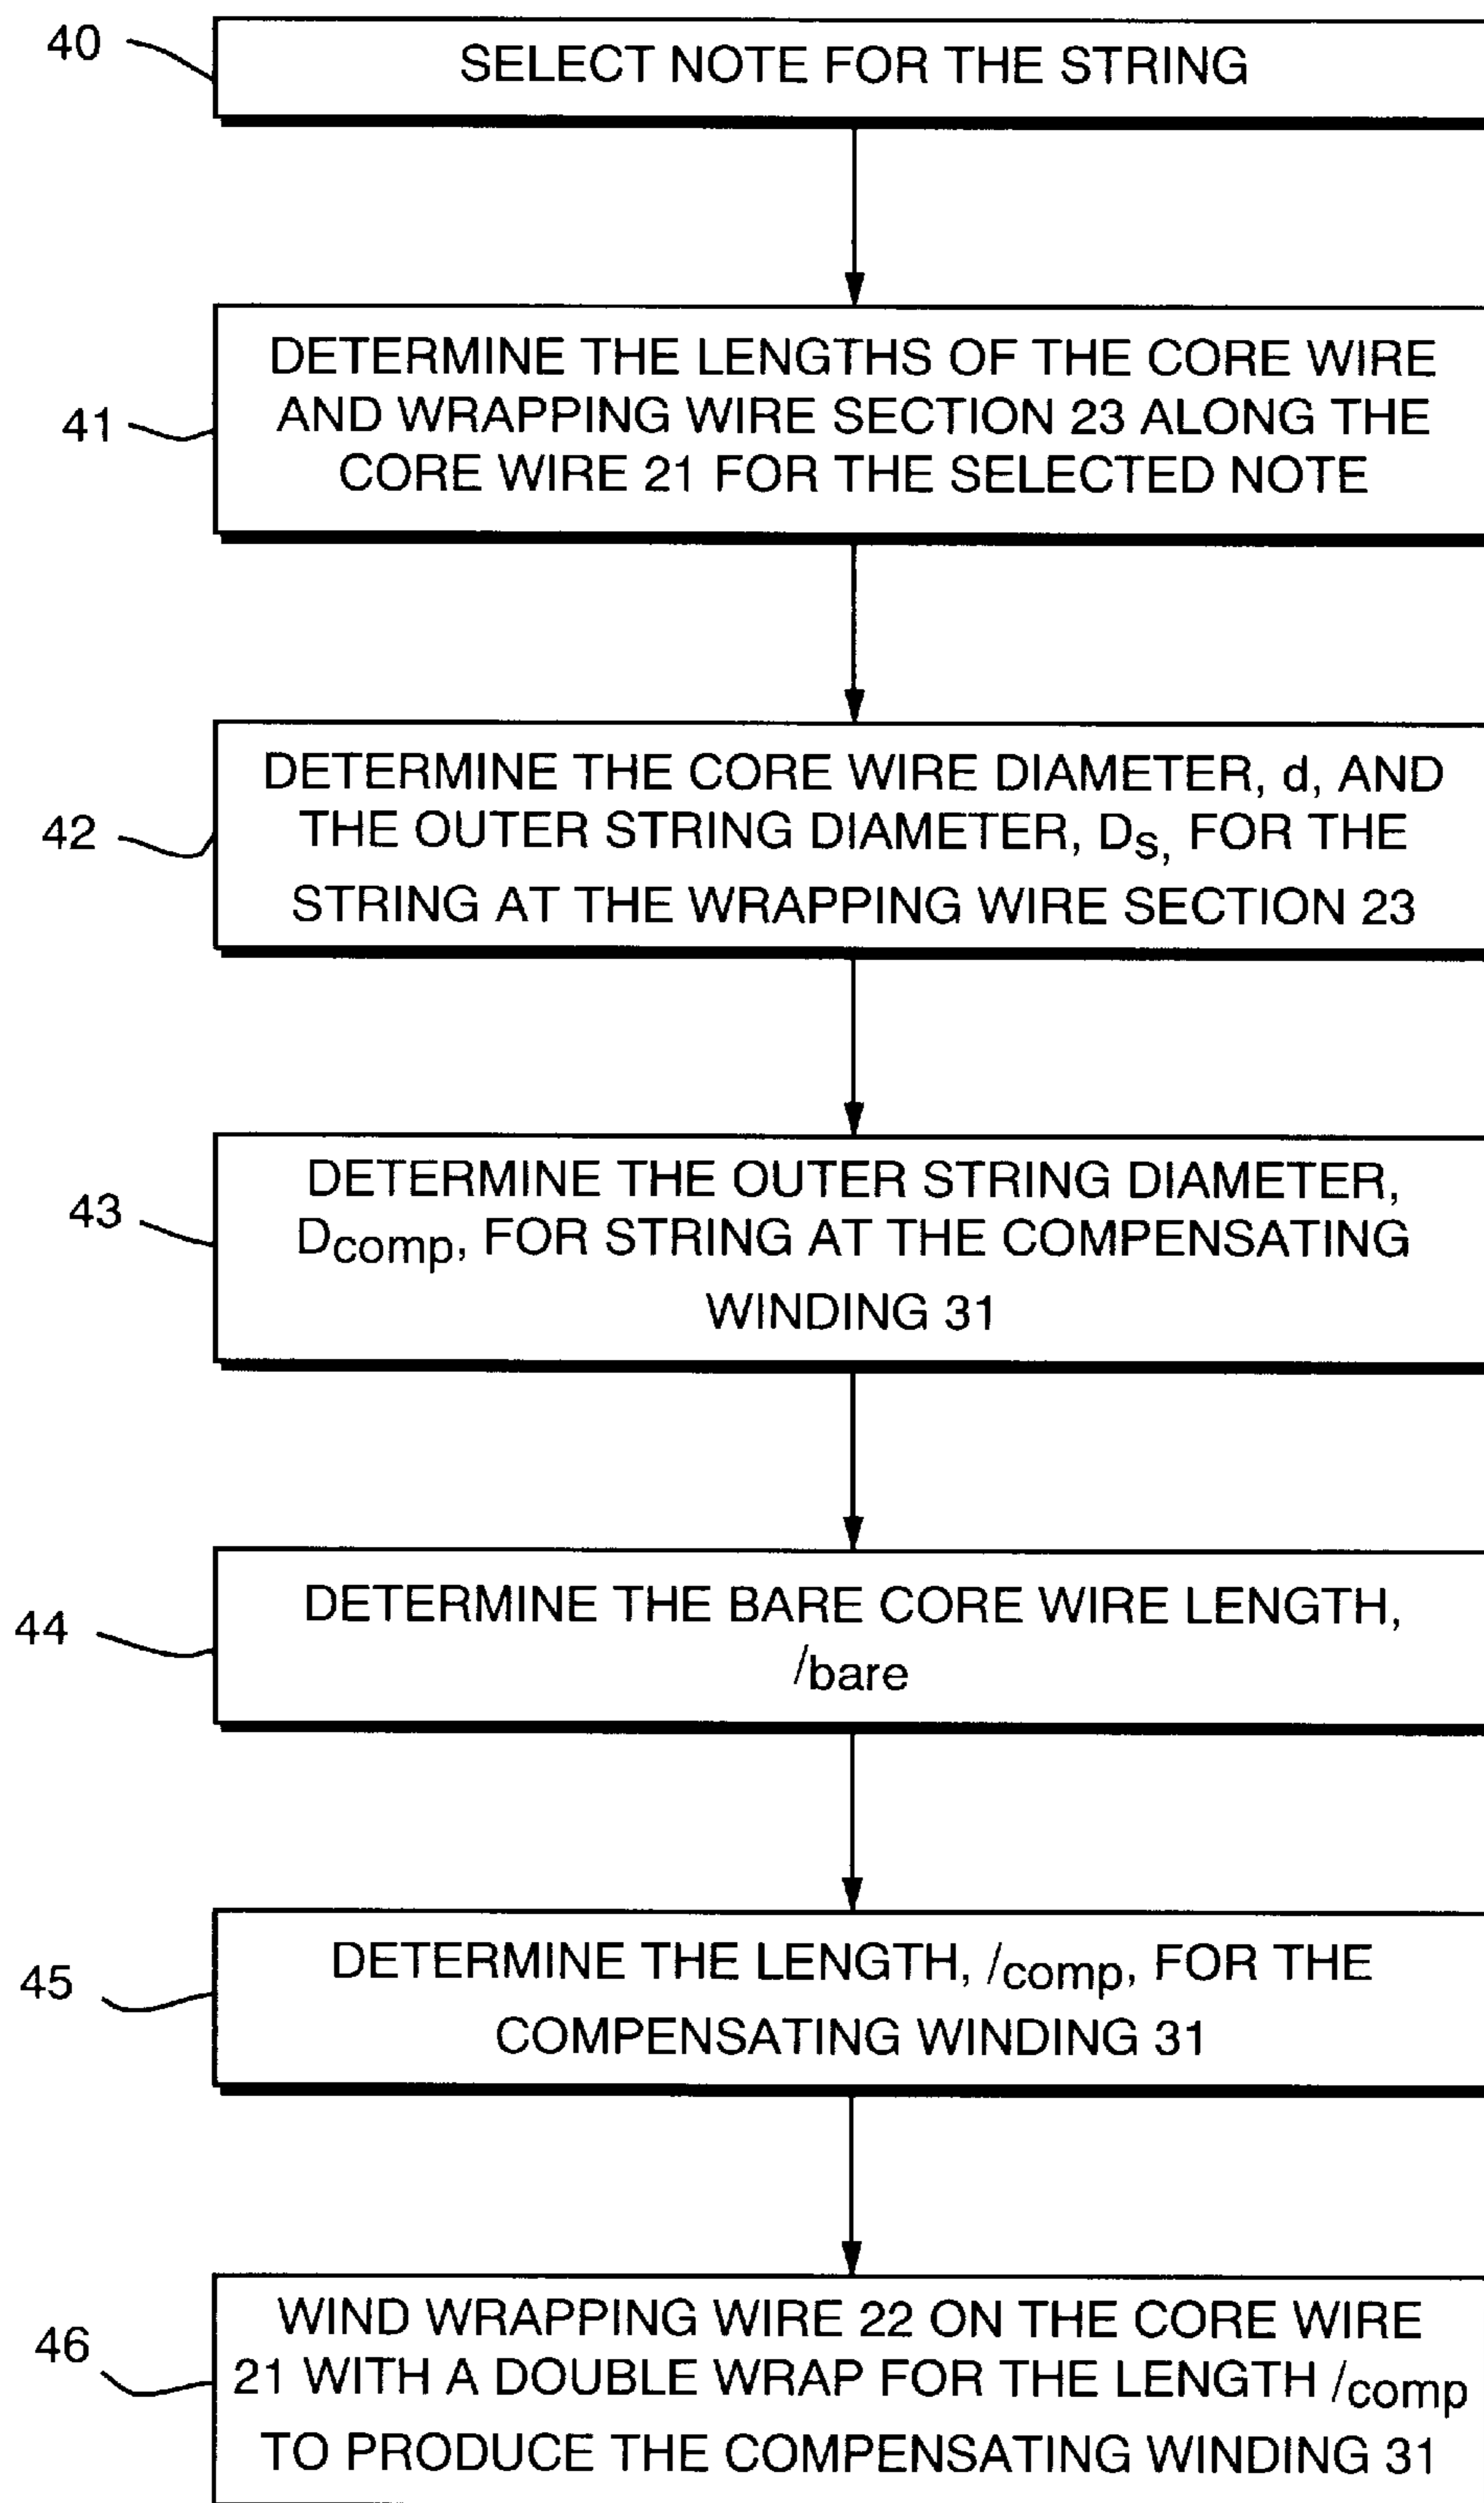 40
SELECT NOTE FOR THE STRING
41
DETERMINE THE LENGTHS OF THE CORE WIRE
AND WRAPPING WIRE SECTION 23 ALONG THE
CORE WIRE 21 FOR THE SELECTED NOTE
42
DETERMINE THE CORE WIRE DIAMETER, d, AND
THE OUTER STRING DIAMETER, Ds, FOR THE
STRING AT THE WRAPPING WIRE SECTION 23
43
DETERMINE THE OUTER STRING DIAMETER,
Dcomp, FOR STRING AT THE COMPENSATING
WINDING 31
44
DETERMINE THE BARE CORE WIRE LENGTH,
lbare
45
DETERMINE THE LENGTH, lcomp, FOR THE
COMPENSATING WINDING 31
46
WIND WRAPPING WIRE 22 ON THE CORE WIRE
21 WITH A DOUBLE WRAP FOR THE LENGTH lcomp
TO PRODUCE THE COMPENSATING WINDING 31